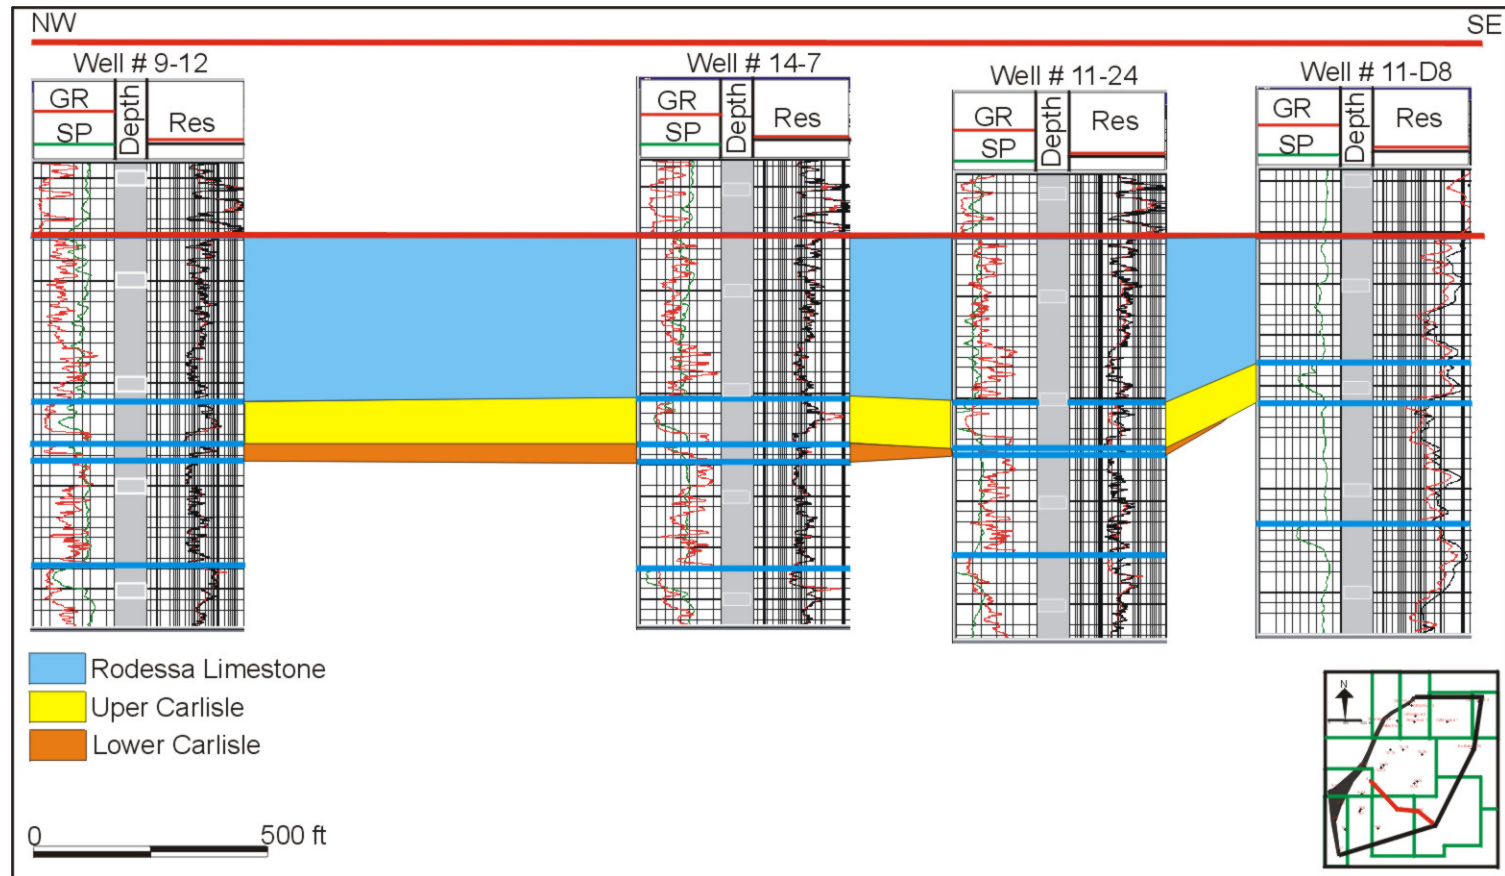 NW
SE
Well # 9-12
Well # 14-7
Well # 11-24
Well # 11-D8
GR
SP
Depth
Res
GR
SP
Depth
Res
GR
SP
Depth
Res
GR
SP
Depth
Res
Rodessa Limestone
Uper Carlisle
Lower Carlisle
0
500 ft
N